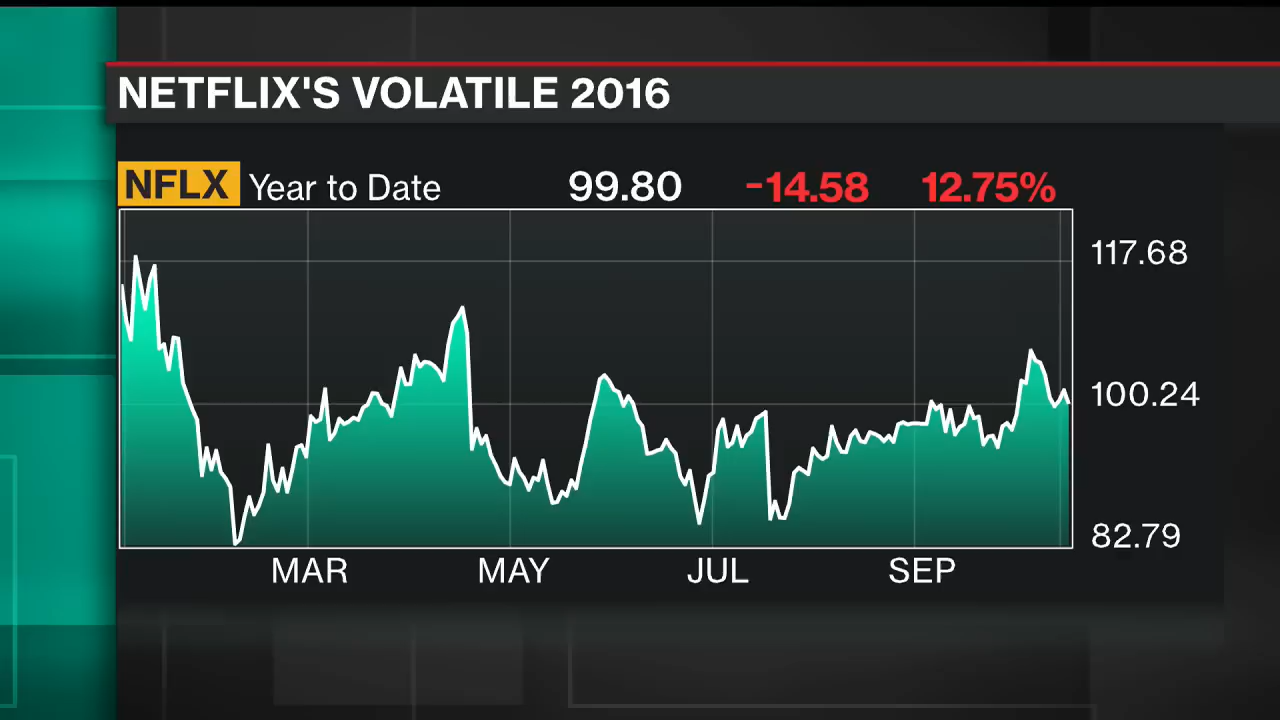 NETFLIX'S VOLATILE 2016
NFLX Year to Date 99.80 -14.58 12.75%
117.68
100.24
82.79
MAR MAY JUL SEP